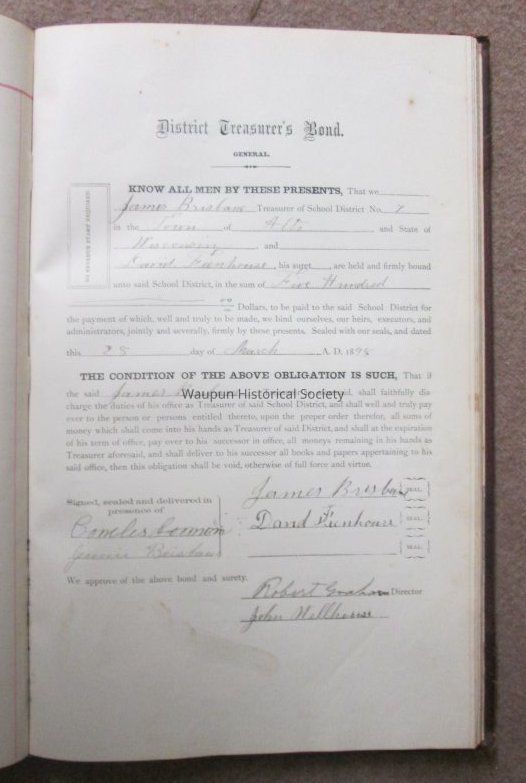 District Treasurer's Bond.
GENERAL.
KNOW ALL MEN BY THESE PRESENTS, That we
James Brisbaw Treasurer of School District No. 7
in the Town of Alto and State of
Wisconsin, and
David Feenhouse, his suret are held and firmly bound
unto said School District, in the sum of Five Hundred
00 Dollars, to be paid to the said School District for
the payment of which, well and truly to be made, we bind ourselves, our heirs, executors, and
administrators, jointly and severally, firmly by these presents. Sealed with our seals, and dated
this 28 day of March A. D. 1898
THE CONDITION OF THE ABOVE OBLIGATION IS SUCH, That if
the said James shall faithfully dis
charge the duties of his office as Treasurer of said School District, and shall well and truly pay
over to the person or persons entitled thereto, upon the proper order therefor, all sums of
money which shall come into his hands as Treasurer of said District, and shall at the expiration
of his term of office, pay over to his successor in office, all moneys remaining in his hands as
Treasurer aforesaid, and shall deliver to his successor all books and papers appertaining to his
said office, then this obligation shall be void, otherwise of full force and virtue.
Waupun Historical Society
Signed, sealed and delivered in
presence of
James Brisbaw SEAL
David Feenhouse SEAL
SEAL
Jennie Brisbaw
We approve of the above bond and surety.
Robert Graham Director
John Wellhouse